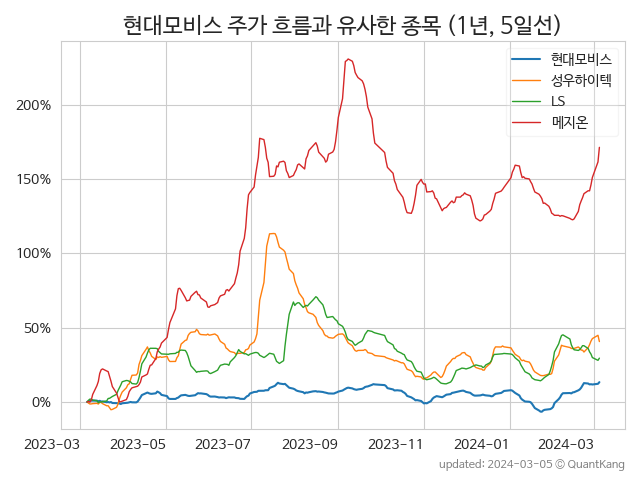 현대모비스 주가 흐름과 유사한 종목 (1년, 5일선)
현대모비스
성우하이텍
LS
메지온
200%
150%
100%
50%
0%
2023-03 2023-05 2023-07 2023-09 2023-11 2024-01 2024-03
updated: 2024-03-05 © QuantKang